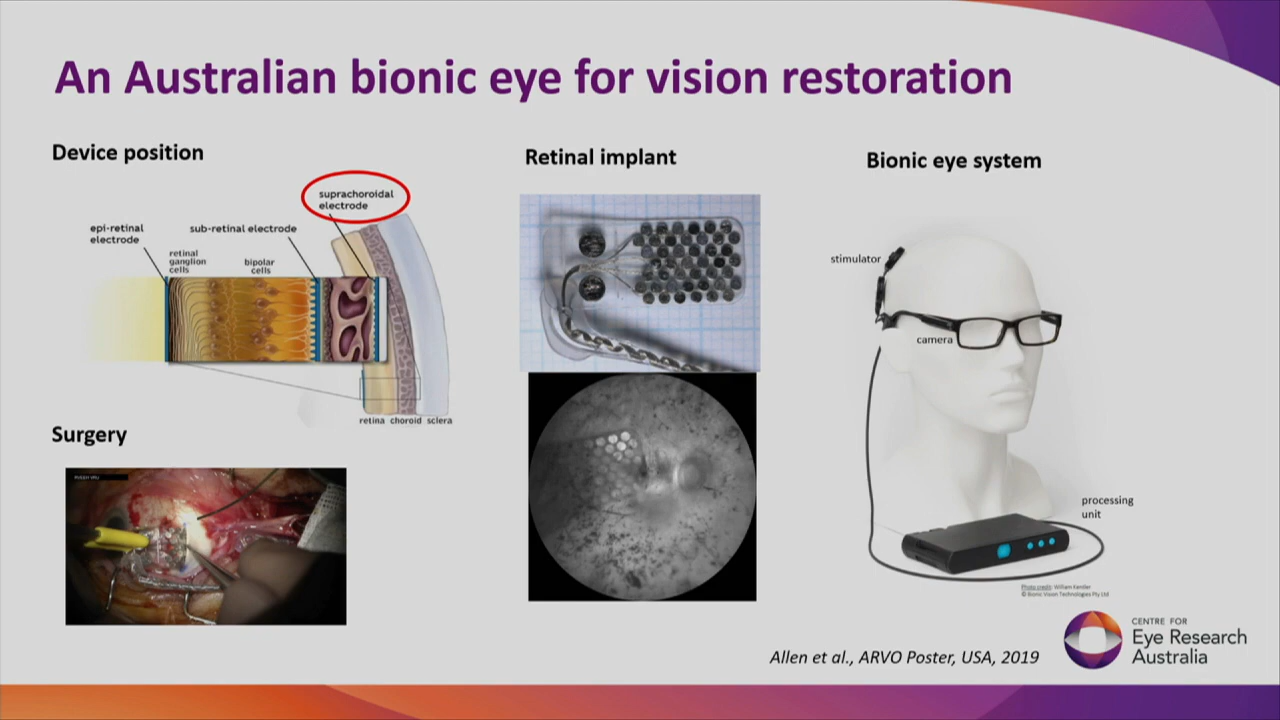 An Australian bionic eye for vision restoration
Device position
suprachoroidal
electrode
epi-retinal
electrode
sub-retinal electrode
retinal
ganglion
cells
bipolar
cells
retina choroid sclera
Surgery
Retinal implant
Bionic eye system
stimulator
camera
processing
unit
Photo credit: William Kendler
© Bionic Vision Technologies Pty Ltd
Allen et al., ARVO Poster, USA, 2019
CENTRE FOR
Eye Research
Australia